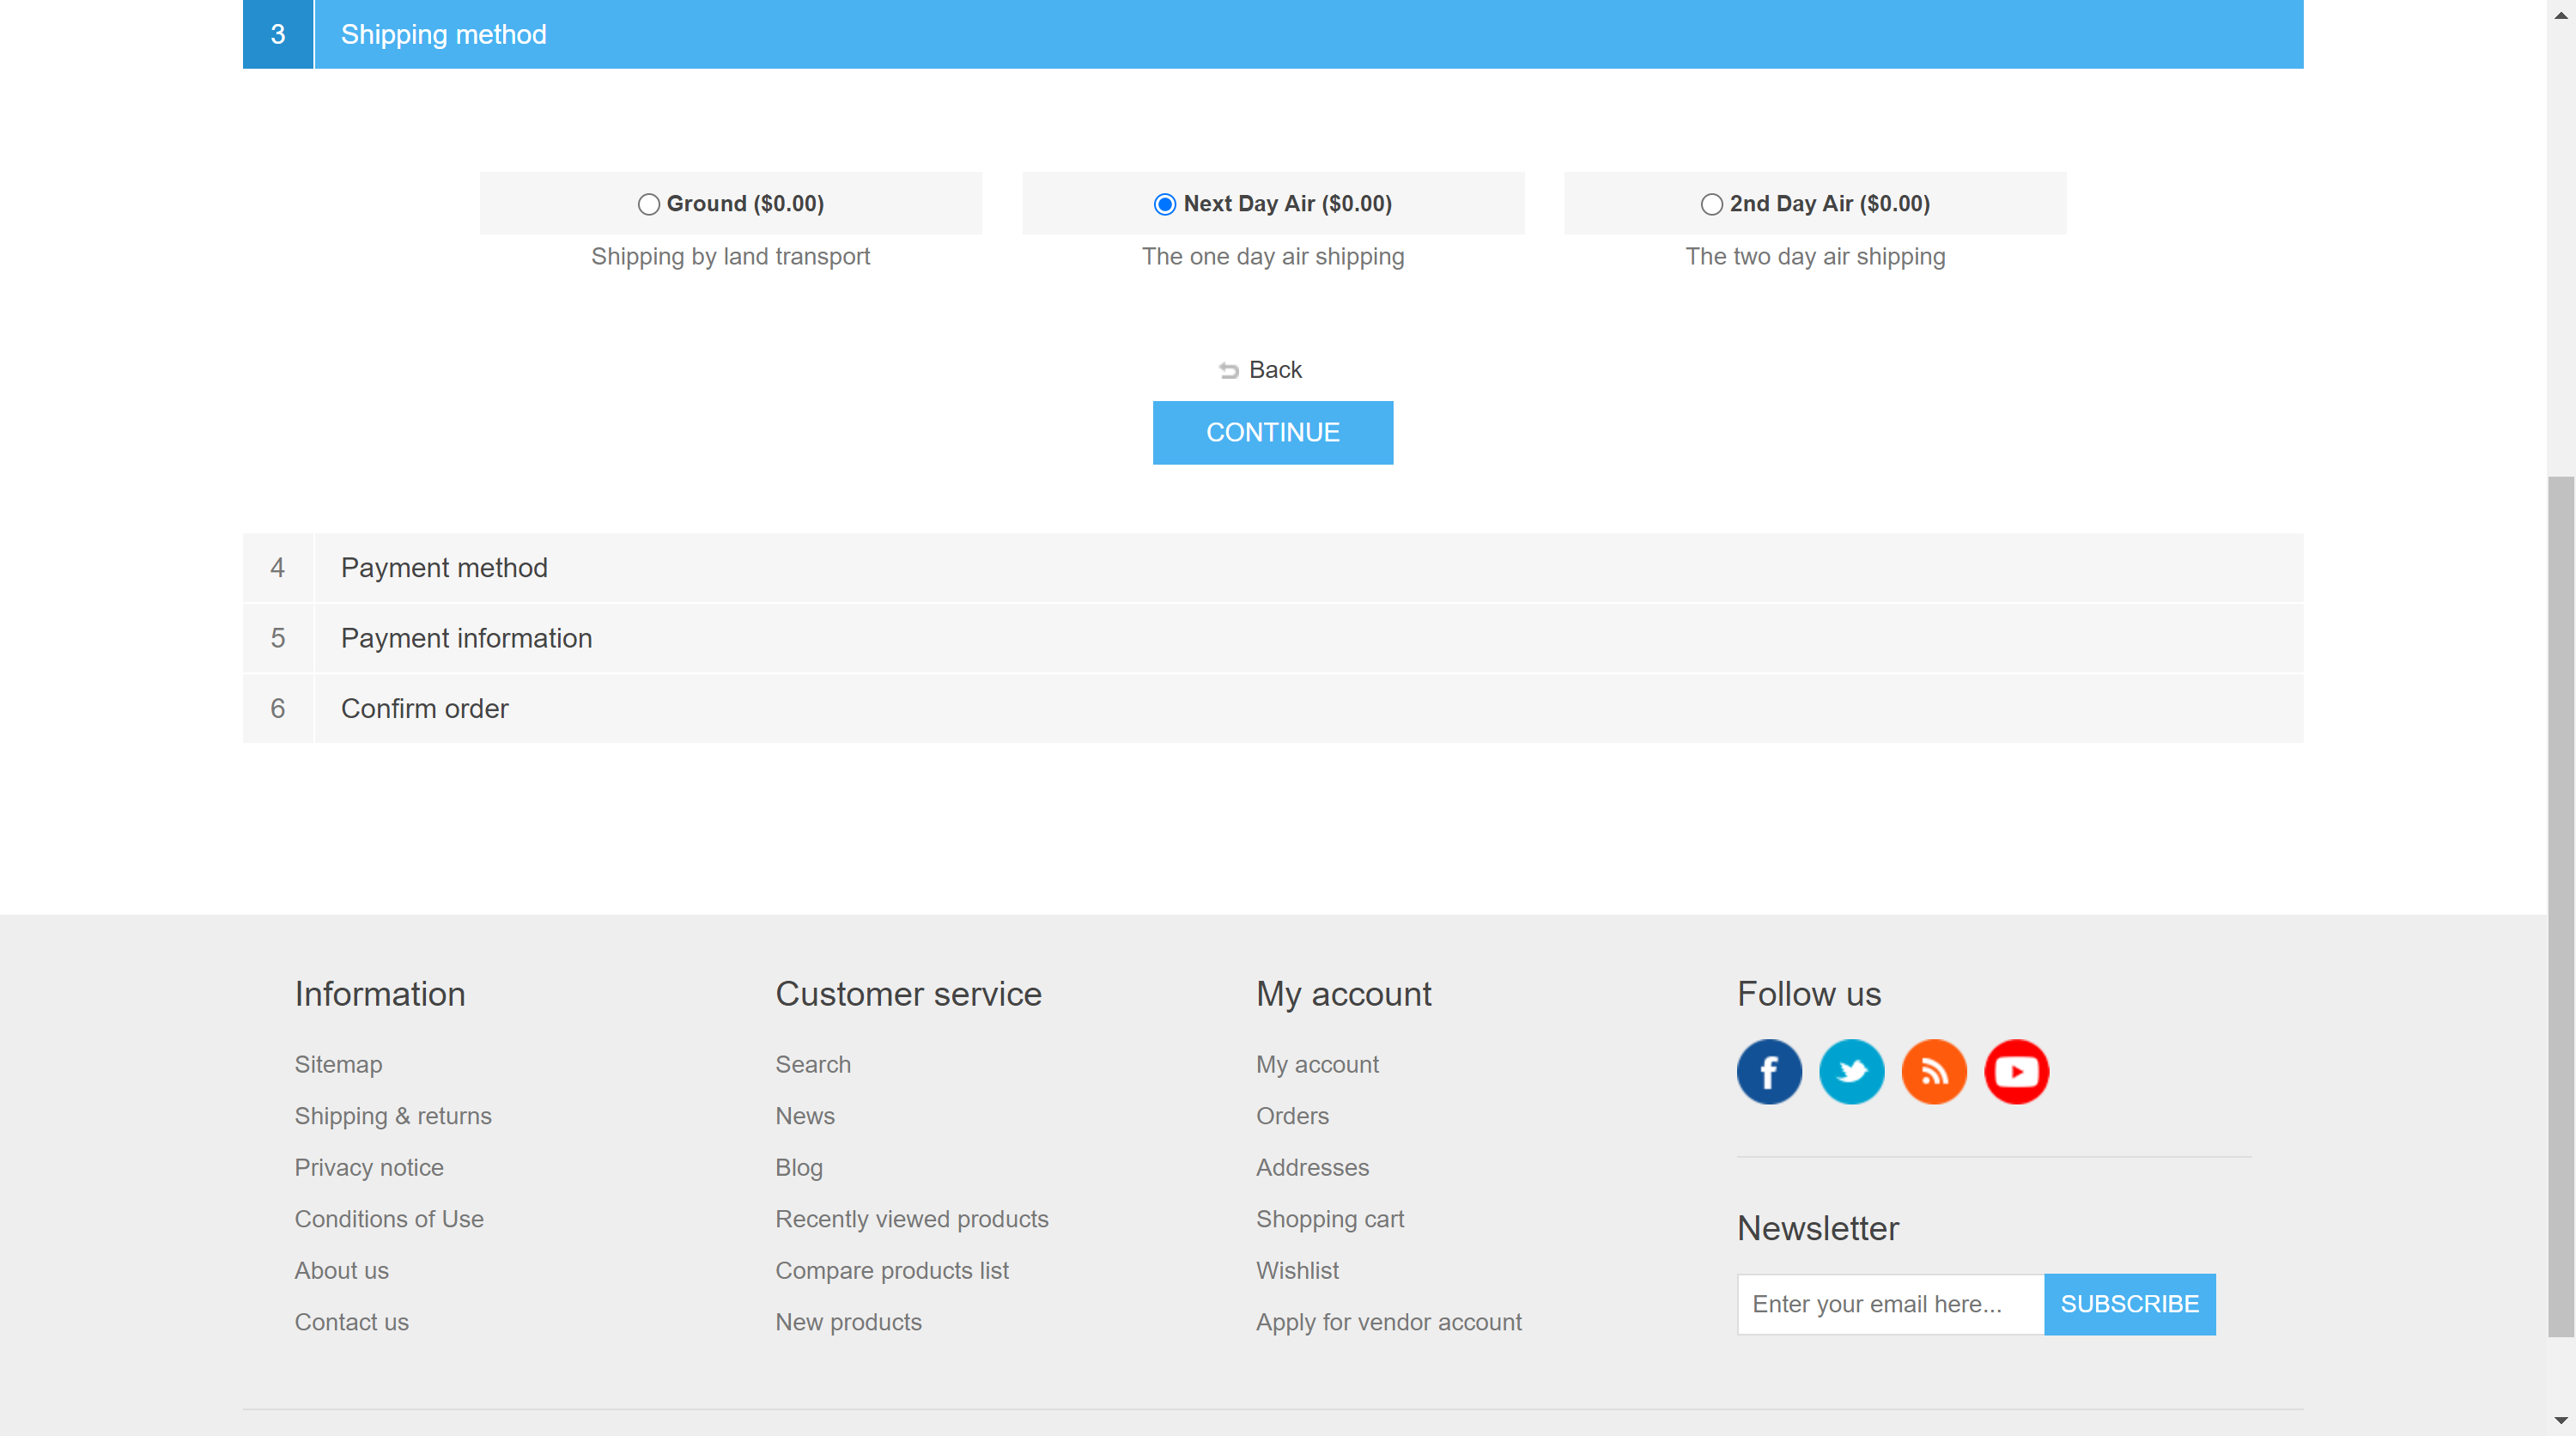 3 Shipping method
Ground ($0.00)
Shipping by land transport
Next Day Air ($0.00)
The one day air shipping
2nd Day Air ($0.00)
The two day air shipping
Back
CONTINUE
4 Payment method
5 Payment information
6 Confirm order
Information
Sitemap
Shipping & returns
Privacy notice
Conditions of Use
About us
Contact us
Customer service
Search
News
Blog
Recently viewed products
Compare products list
New products
My account
My account
Orders
Addresses
Shopping cart
Wishlist
Apply for vendor account
Follow us
Newsletter
Enter your email here...
SUBSCRIBE